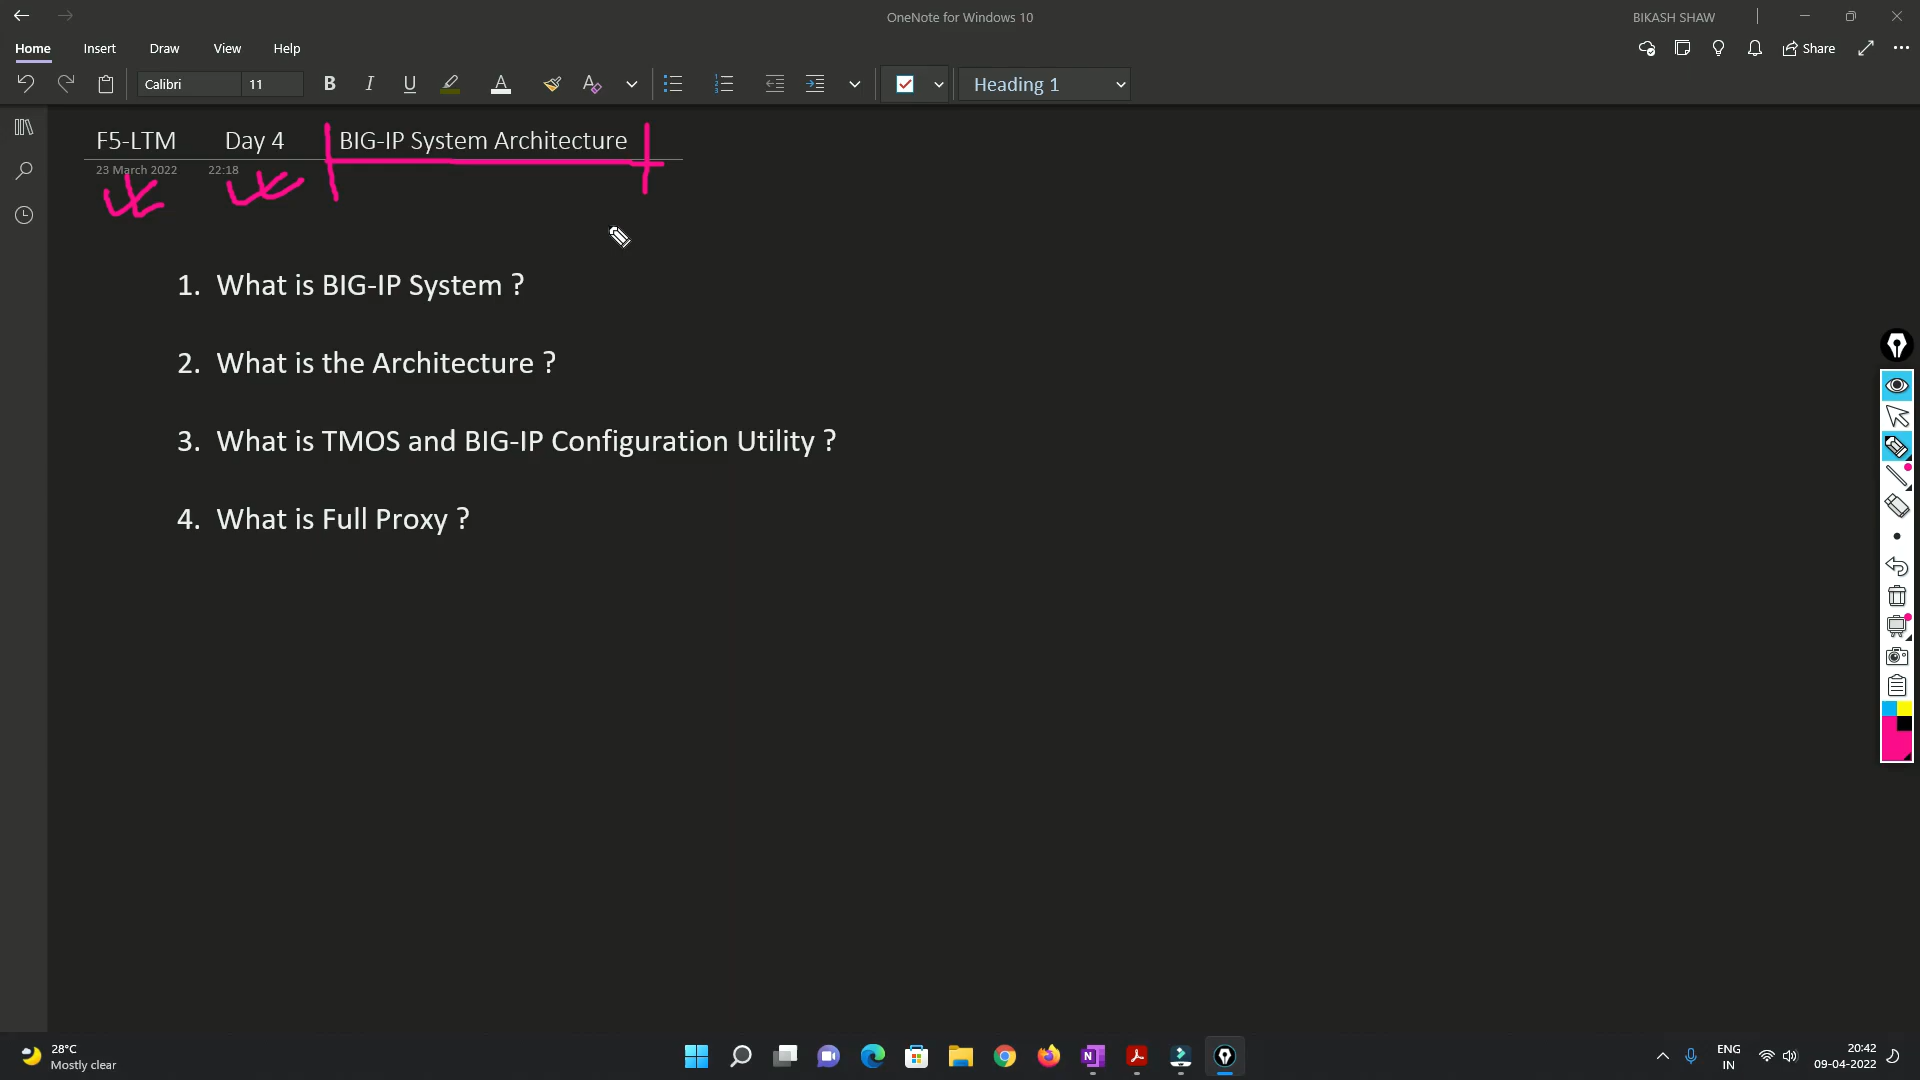 OneNote for Windows 10
BIKASH SHAW
Home Insert Draw View Help
Share
Calibri 11 B I U A A Heading 1
F5-LTM Day 4 BIG-IP System Architecture
23 March 2022 22:18
1. What is BIG-IP System ?
2. What is the Architecture ?
3. What is TMOS and BIG-IP Configuration Utility ?
4. What is Full Proxy ?
28°C
Mostly clear
ENG
IN
20:42
09-04-2022